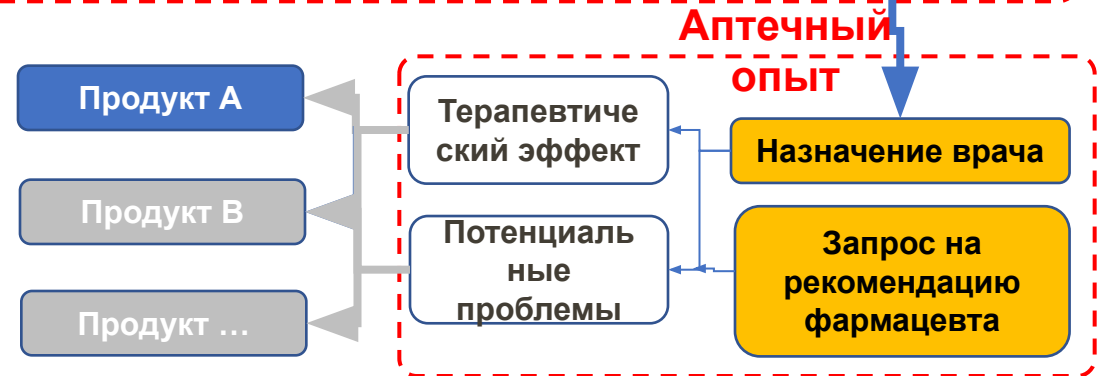 Аптечный
опыт
Продукт А
Терапевтиче
ский эффект
Назначение врача
Продукт В
Потенциаль
ные
проблемы
Запрос на
рекомендацию
фармацевта
Продукт ...